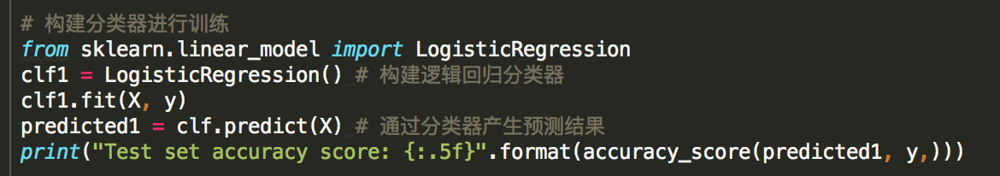 # 构建分类器进行训练
from sklearn.linear_model import LogisticRegression
clf1 = LogisticRegression() # 构建逻辑回归分类器
clf1.fit(X, y)
predicted1 = clf.predict(X) # 通过分类器产生预测结果
print("Test set accuracy score: {:.5f}".format(accuracy_score(predicted1, y,)))